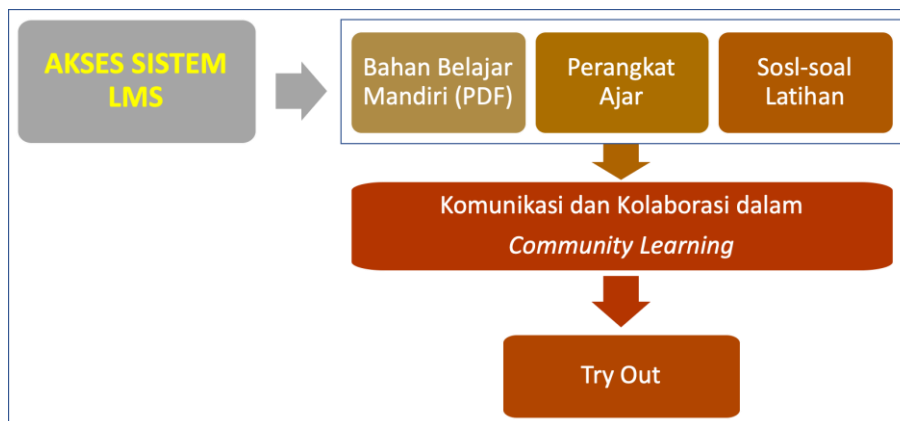 AKSES SISTEM
LMS
Bahan Belajar
Mandiri (PDF)
Perangkat
Ajar
Sosl-soal
Latihan
Komunikasi dan Kolaborasi dalam
Community Learning
Try Out